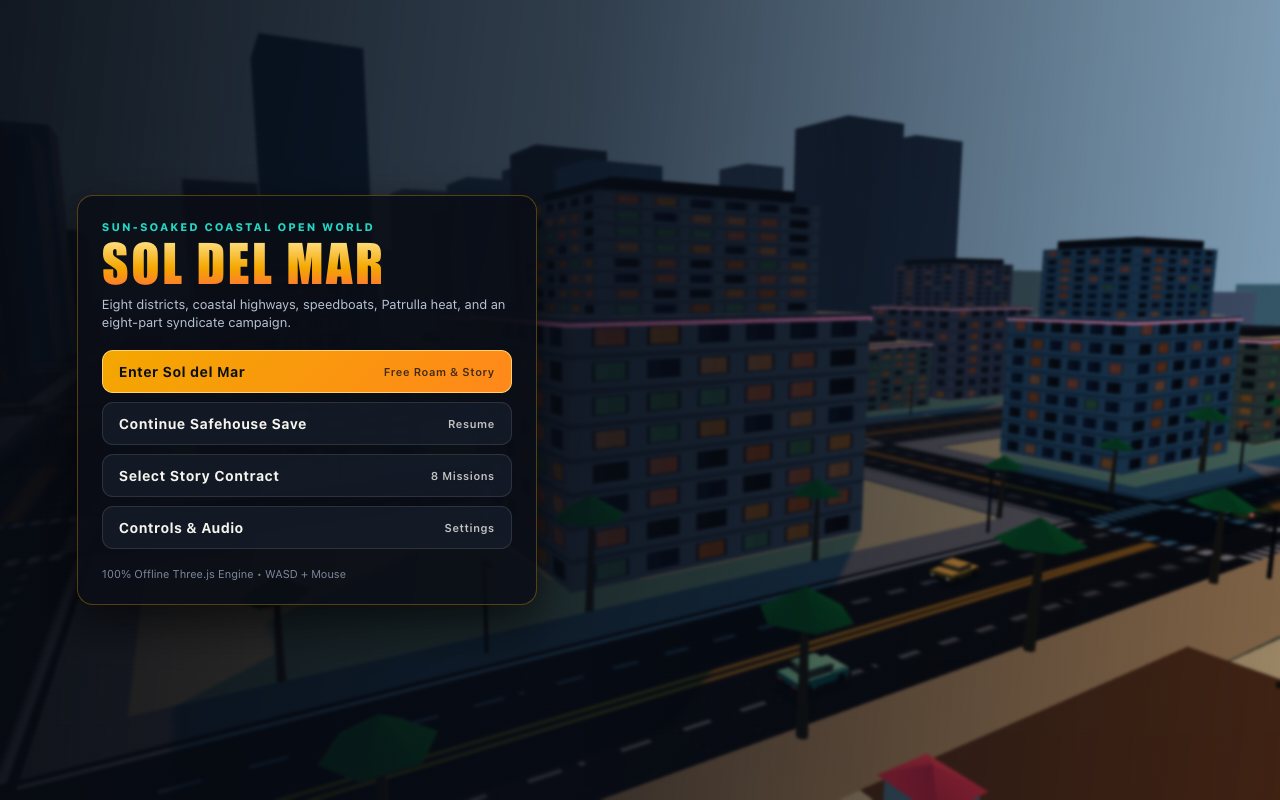 SUN-SOAKED COASTAL OPEN WORLD
SOL DEL MAR
Eight districts, coastal highways, speedboats, Patrulla heat, and an
eight-part syndicate campaign.
Enter Sol del Mar Free Roam & Story
Continue Safehouse Save Resume
Select Story Contract 8 Missions
Controls & Audio Settings
100% Offline Three.js Engine • WASD + Mouse